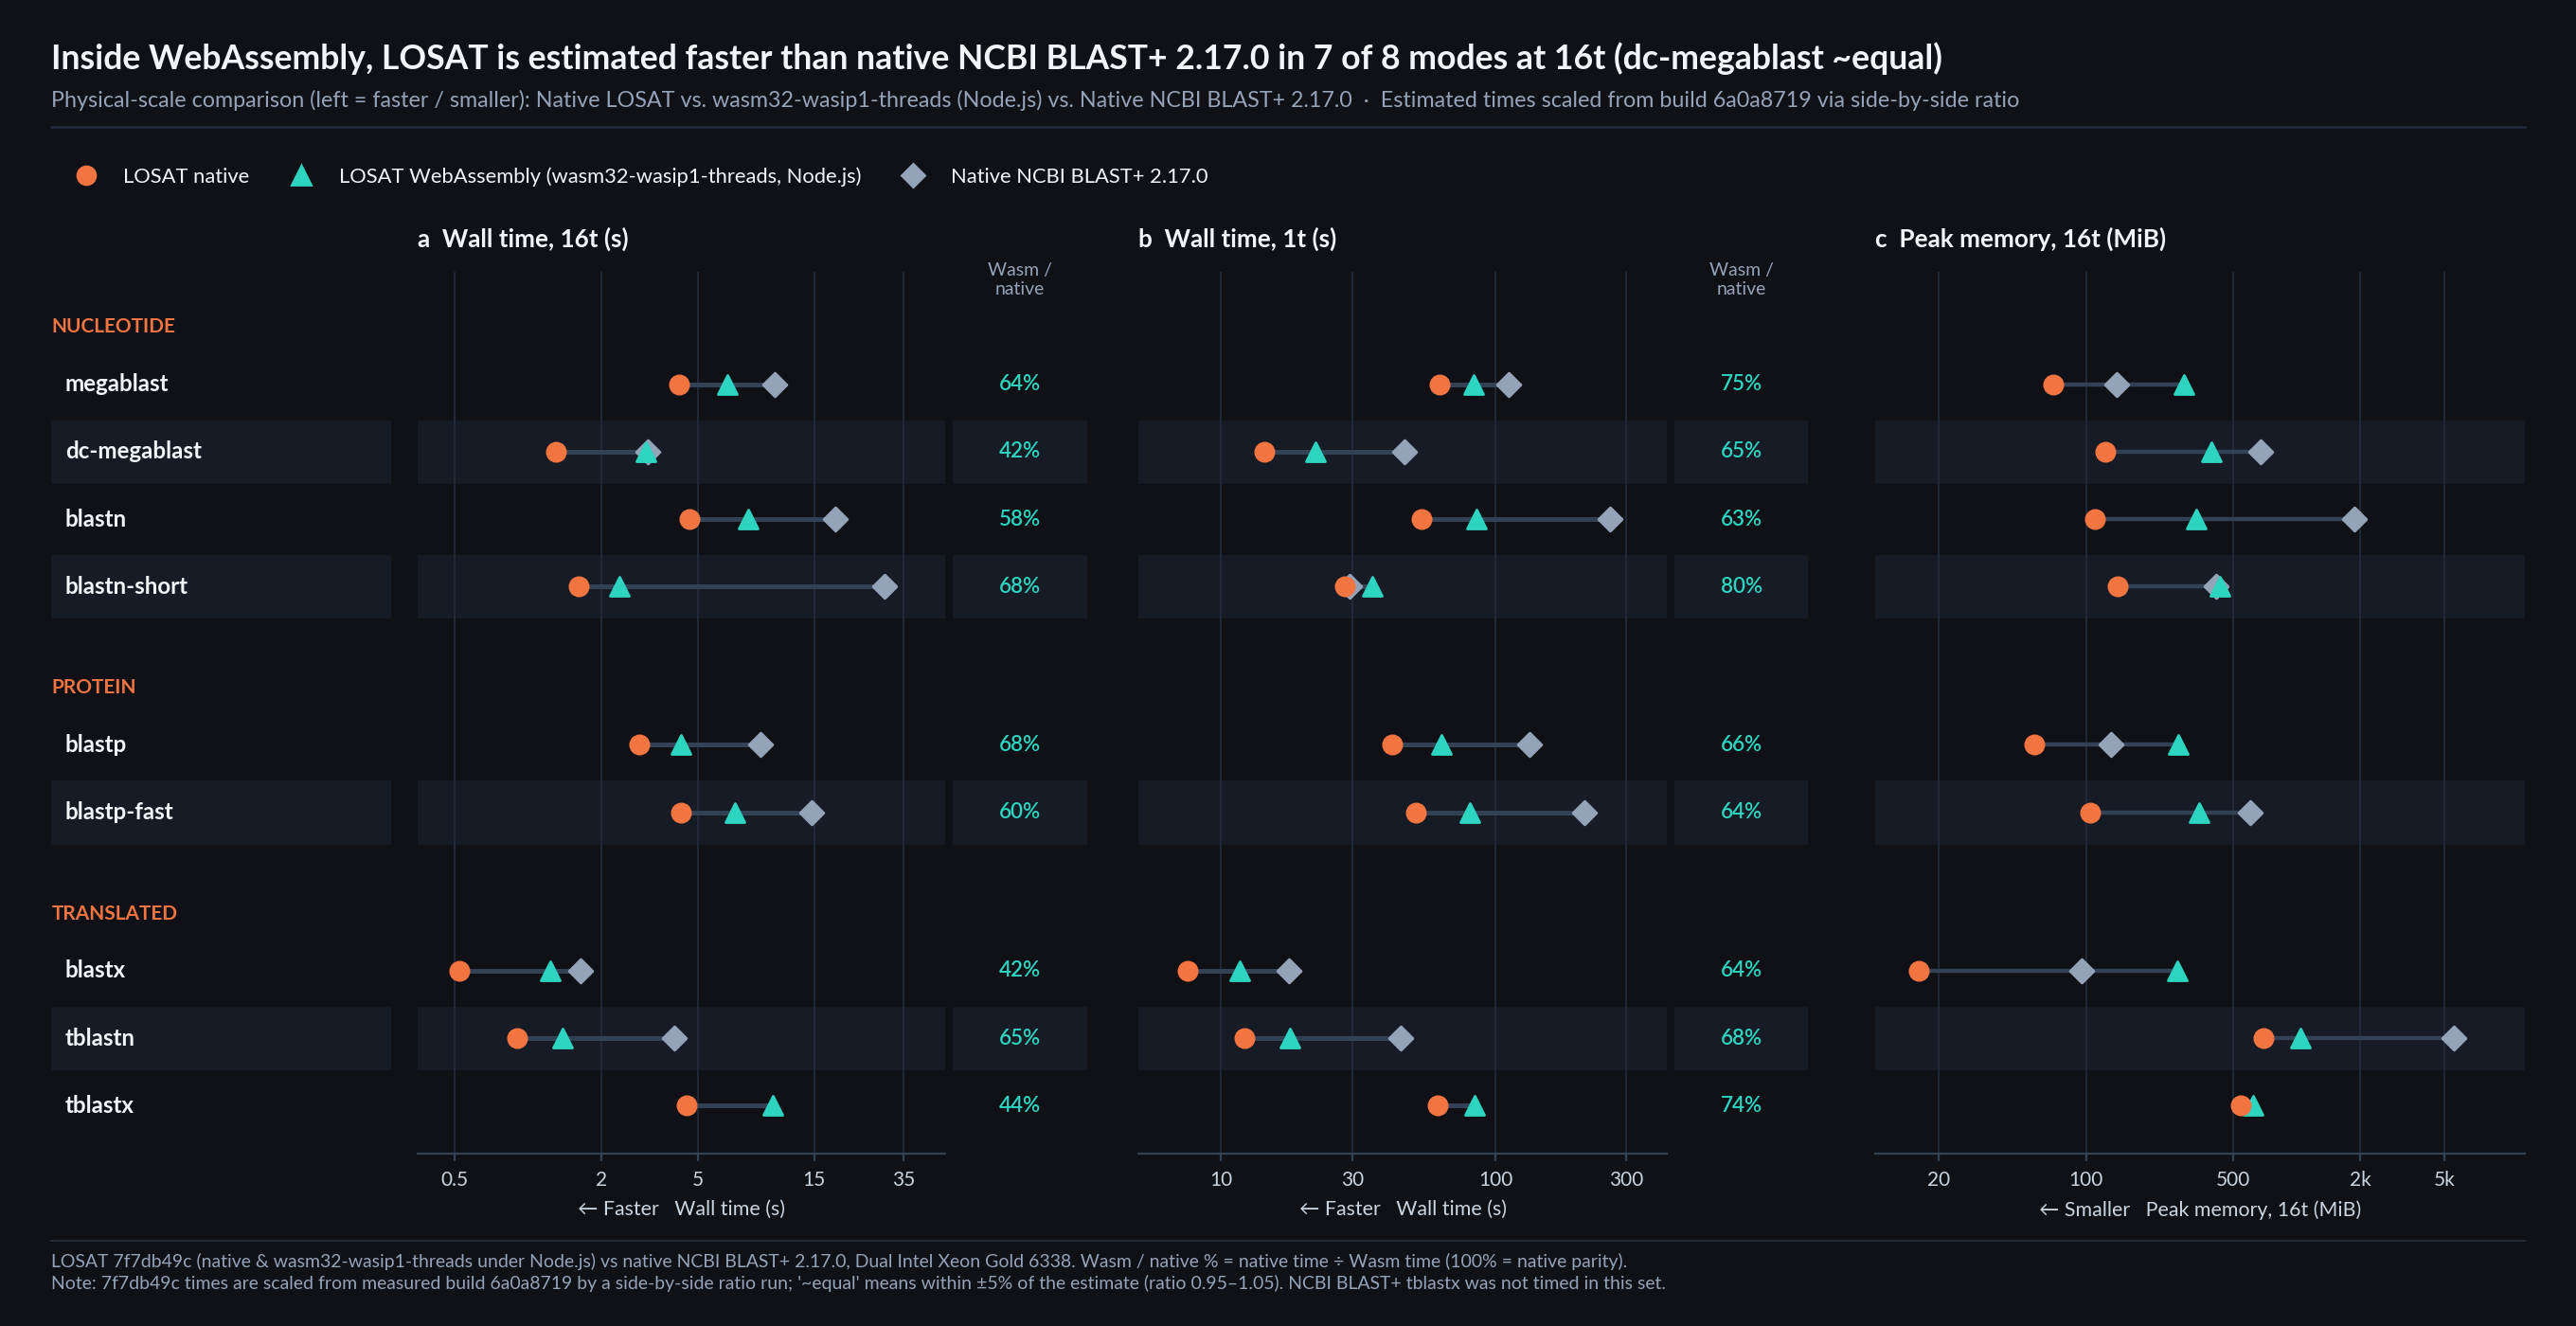 Inside WebAssembly, LOSAT is estimated faster than native NCBI BLAST+ 2.17.0 in 7 of 8 modes at 16t (dc-megablast ~equal)
Physical-scale comparison (left = faster / smaller): Native LOSAT vs. wasm32-wasip1-threads (Node.js) vs. Native NCBI BLAST+ 2.17.0 · Estimated times scaled from build 6a0a8719 via side-by-side ratio
LOSAT native
LOSAT WebAssembly (wasm32-wasip1-threads, Node.js)
Native NCBI BLAST+ 2.17.0
a Wall time, 16t (s)
b Wall time, 1t (s)
c Peak memory, 16t (MiB)
Wasm /
native
Wasm /
native
NUCLEOTIDE
megablast 64% 75%
dc-megablast 42% 65%
blastn 58% 63%
blastn-short 68% 80%
PROTEIN
blastp 68% 66%
blastp-fast 60% 64%
TRANSLATED
blastx 42% 64%
tblastn 65% 68%
tblastx 44% 74%
0.5 2 5 15 35
10 30 100 300
20 100 500 2k 5k
← Faster Wall time (s)
← Faster Wall time (s)
← Smaller Peak memory, 16t (MiB)
LOSAT 7f7db49c (native & wasm32-wasip1-threads under Node.js) vs native NCBI BLAST+ 2.17.0, Dual Intel Xeon Gold 6338. Wasm / native % = native time ÷ Wasm time (100% = native parity).
Note: 7f7db49c times are scaled from measured build 6a0a8719 by a side-by-side ratio run; '~equal' means within ±5% of the estimate (ratio 0.95–1.05). NCBI BLAST+ tblastx was not timed in this set.